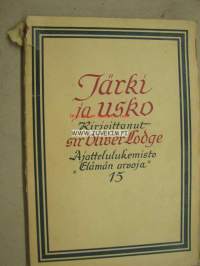 Järki
ja usko
Kirjoittanut
sir Oliver Lodge
Ajattelulukemisto
"Elämän arvoja"
15